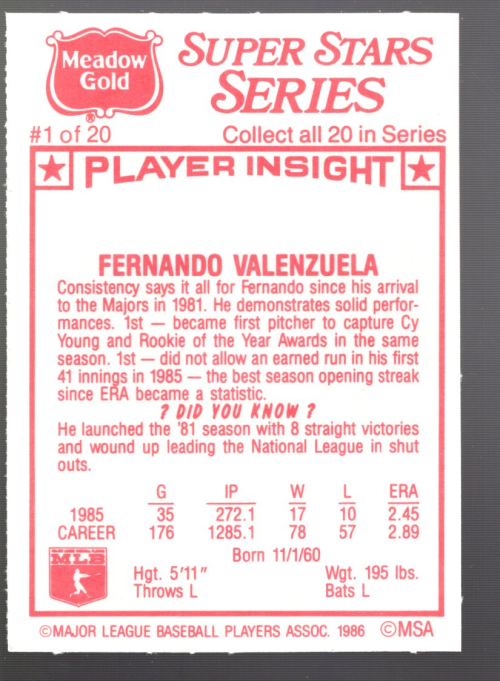 Meadow
Gold
®
SUPER STARS
SERIES
#1 of 20
Collect all 20 in Series
PLAYER INSIGHT
FERNANDO VALENZUELA
Consistency says it all for Fernando since his arrival
to the Majors in 1981. He demonstrates solid perfor-
mances. 1st — became first pitcher to capture Cy
Young and Rookie of the Year Awards in the same
season. 1st — did not allow an earned run in his first
41 innings in 1985 — the best season opening streak
since ERA became a statistic.
? DID YOU KNOW ?
He launched the '81 season with 8 straight victories
and wound up leading the National League in shut
outs.
G IP W L ERA
1985 35 272.1 17 10 2.45
CAREER 176 1285.1 78 57 2.89
Born 11/1/60
MLB
Hgt. 5'11" Wgt. 195 lbs.
Throws L Bats L
©MAJOR LEAGUE BASEBALL PLAYERS ASSOC. 1986 ©MSA